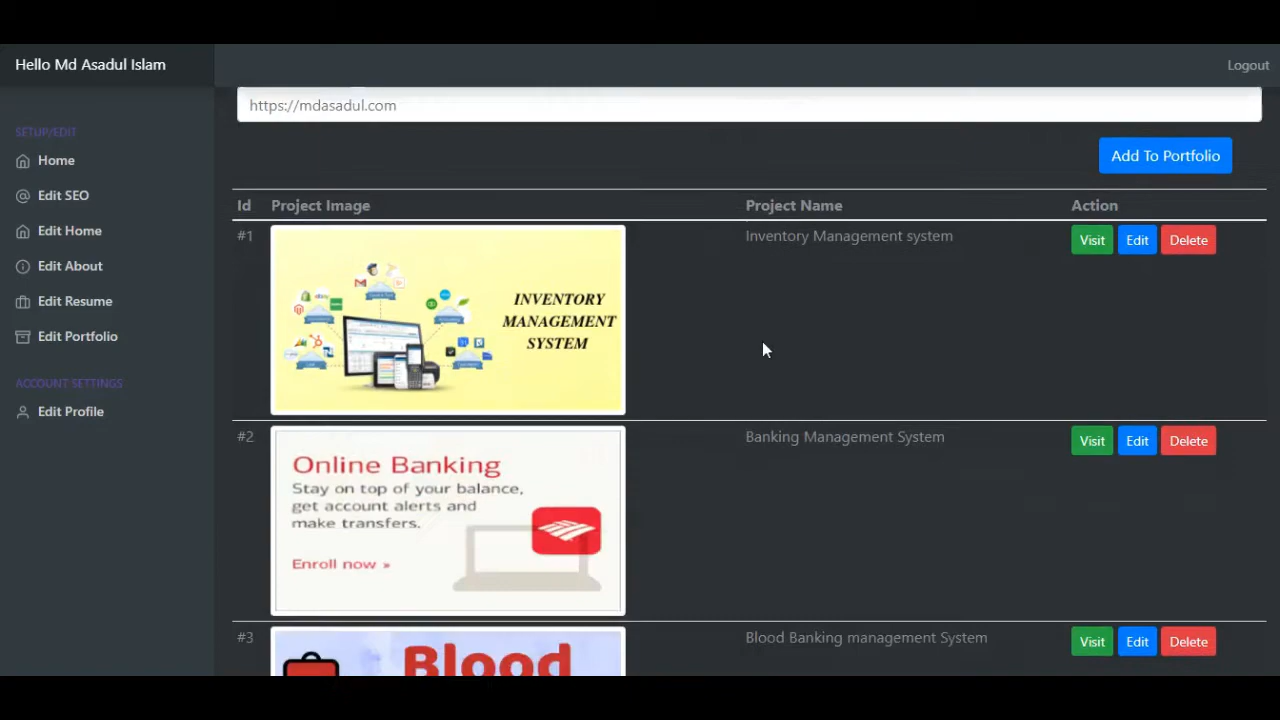 Hello Md Asadul Islam
Logout
https://mdasadul.com
SETUP/EDIT
Home
Edit SEO
Edit Home
Edit About
Edit Resume
Edit Portfolio
ACCOUNT SETTINGS
Edit Profile
Add To Portfolio
Id Project Image Project Name Action
#1 Inventory Management system Visit Edit Delete
INVENTORY
MANAGEMENT
SYSTEM
#2 Banking Management System Visit Edit Delete
Online Banking
Stay on top of your balance,
get account alerts and
make transfers.
Enroll now »
#3 Blood Banking management System Visit Edit Delete
Blood